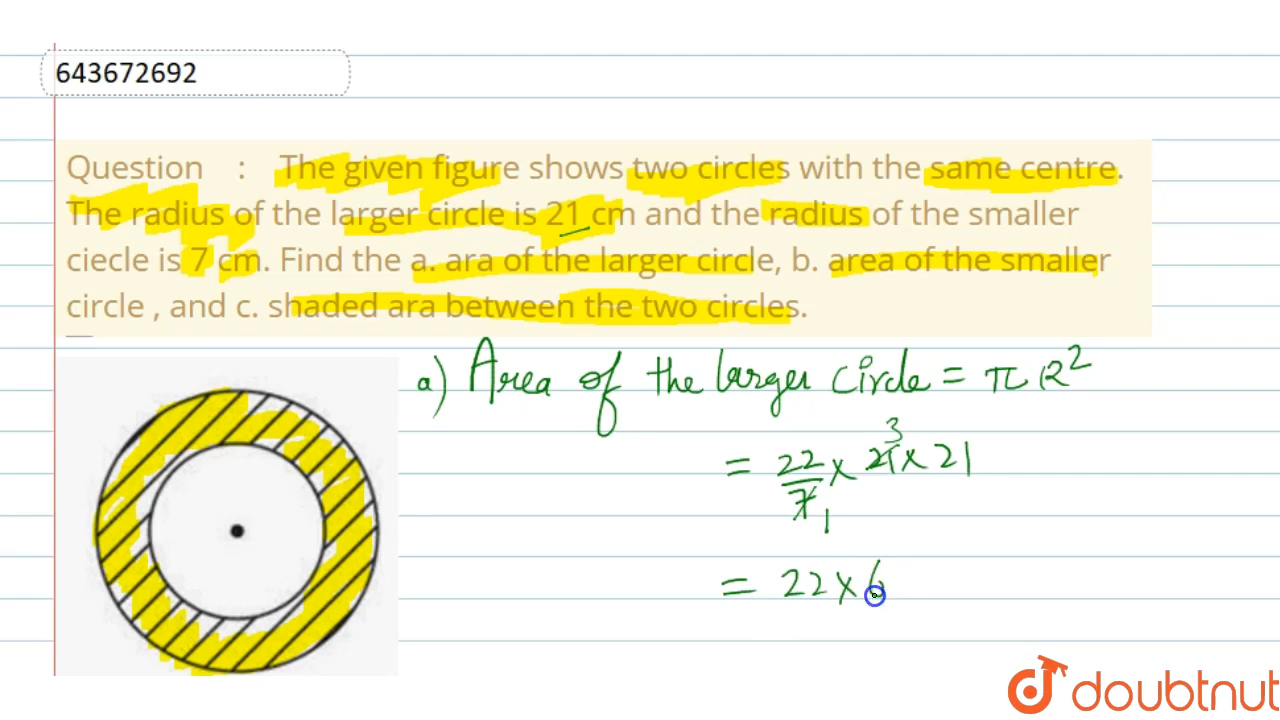 643672692
Question : The given figure shows two circles with the same centre.
The radius of the larger circle is 21 cm and the radius of the smaller
ciecle is 7 cm. Find the a. ara of the larger circle, b. area of the smaller
circle , and c. shaded ara between the two circles.
a) Area of the larger circle = πR²
= 22/7 × 21 × 21
3
1
= 22 × 6
doubtnut